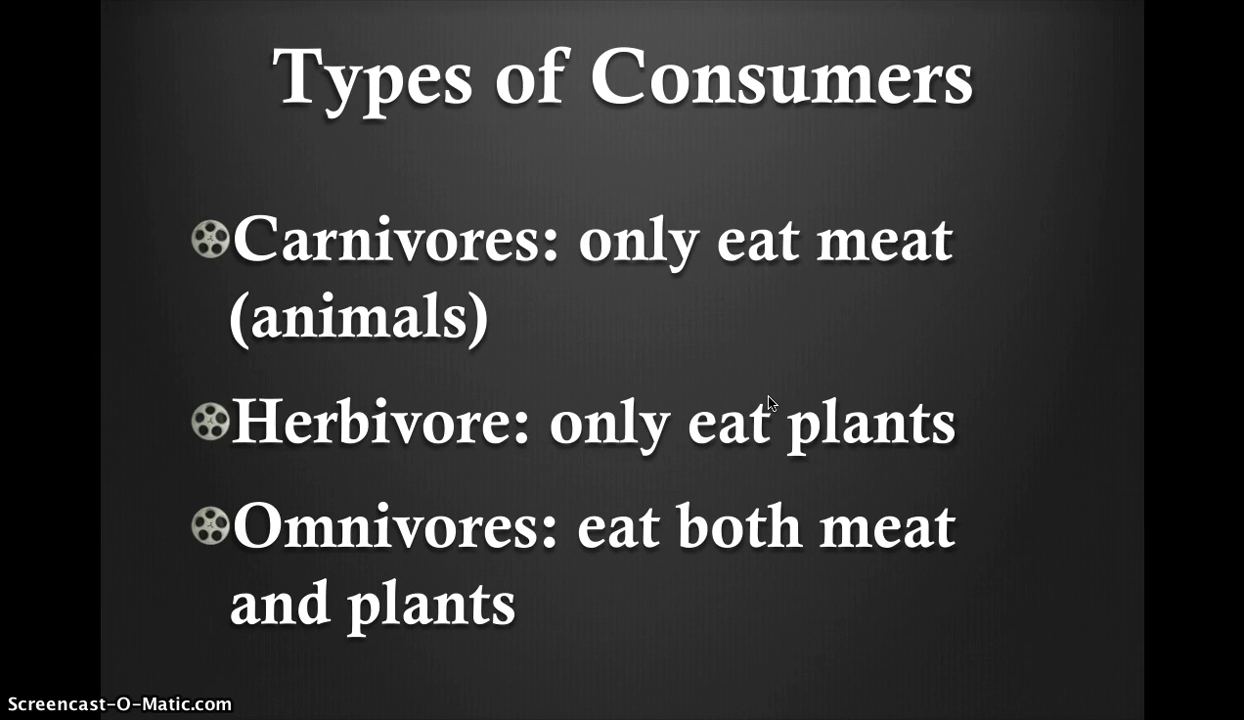 Types of Consumers
Carnivores: only eat meat
(animals)
Herbivore: only eat plants
Omnivores: eat both meat
and plants
Screencast-O-Matic.com